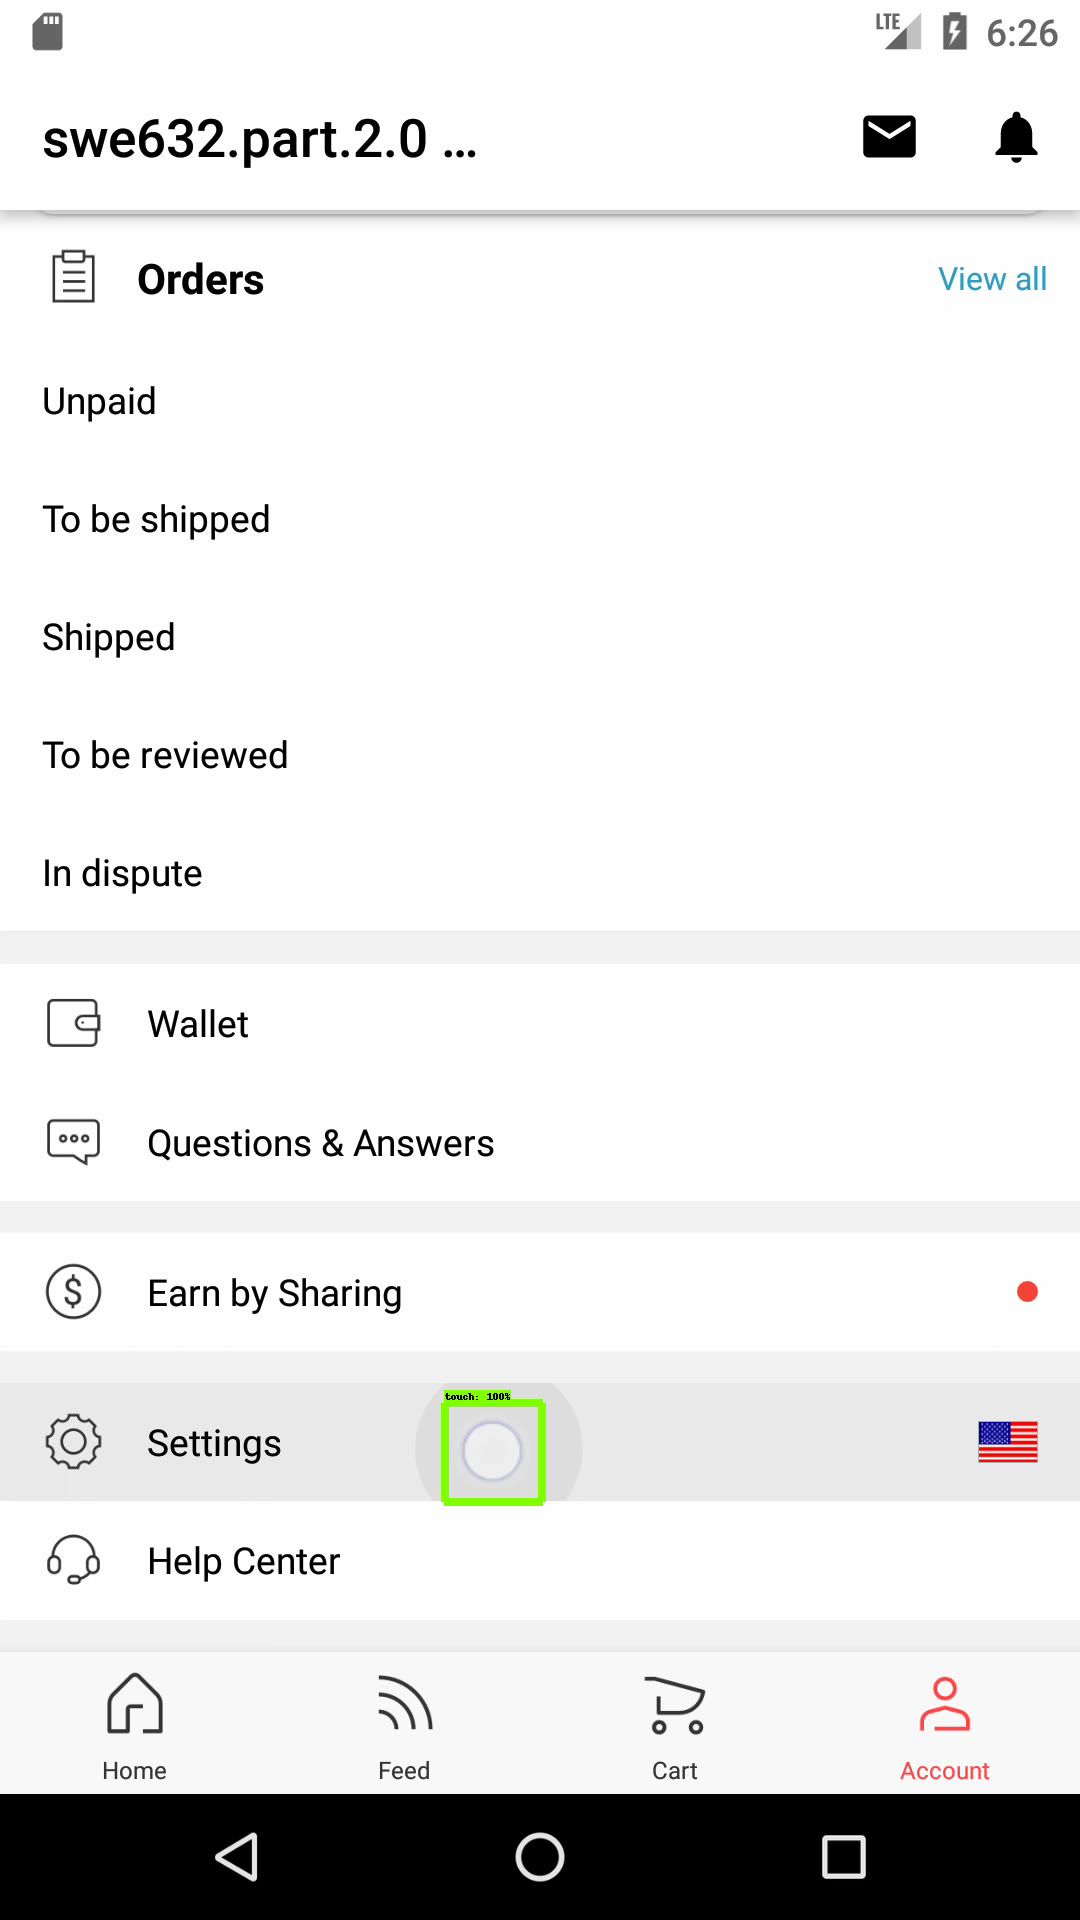 LTE 6:26
swe632.part.2.0 ...
Orders View all
Unpaid
To be shipped
Shipped
To be reviewed
In dispute
Wallet
Questions & Answers
$ Earn by Sharing
touch: 100%
Settings
Help Center
Home Feed Cart Account